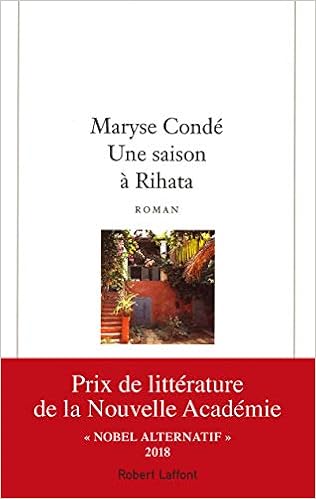 Maryse Condé
Une saison
à Rihata
ROMAN
Prix de littérature
de la Nouvelle Académie
« NOBEL ALTERNATIF »
2018
Robert Laffont